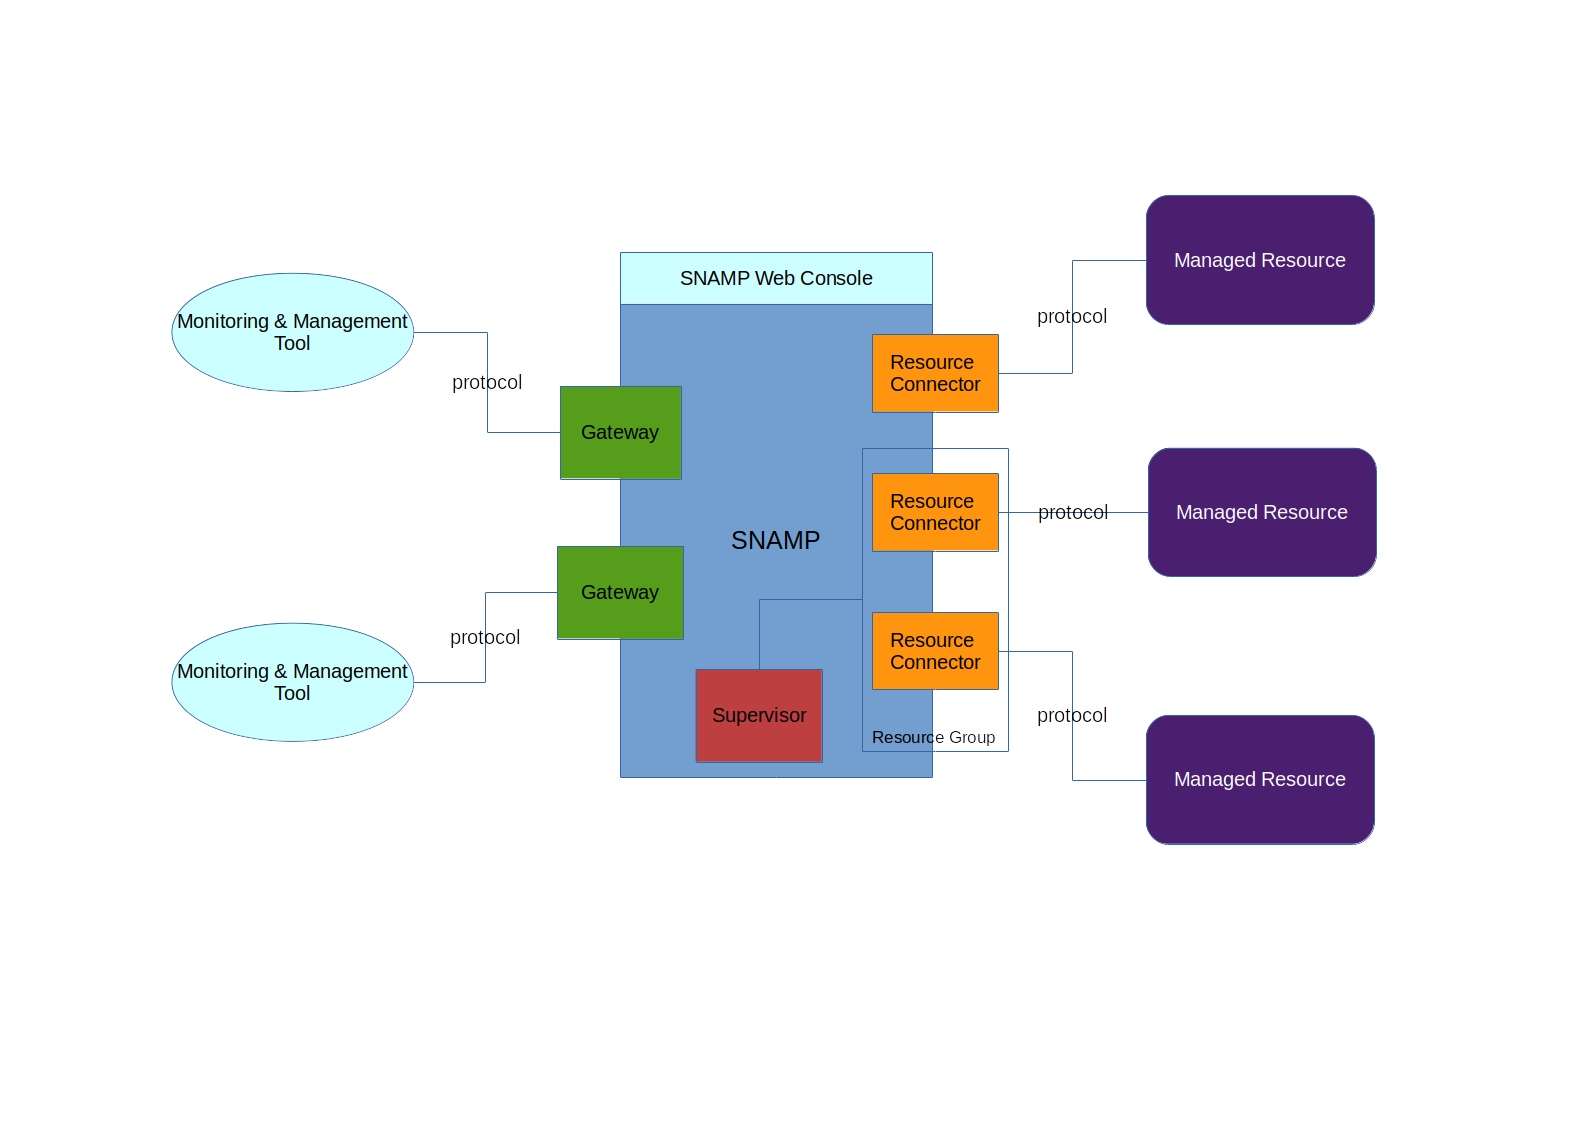 Monitoring & Management
Tool
protocol
Gateway
Monitoring & Management
Tool
protocol
Gateway
SNAMP Web Console
SNAMP
Supervisor
Resource
Connector
Resource
Connector
Resource
Connector
Resource Group
protocol
Managed Resource
protocol
Managed Resource
protocol
Managed Resource